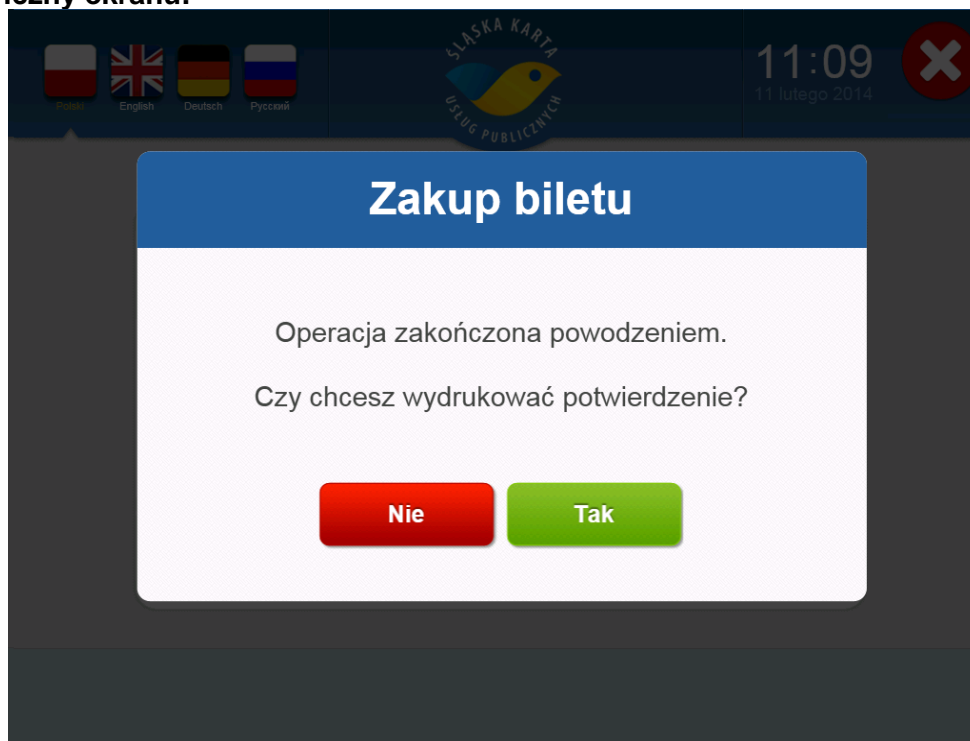 iczny ekranu:
Polski English Deutsch Русский
ŚLĄSKA KARTA
USŁUG PUBLICZNYCH
11:09
11 lutego 2014
Zakup biletu
Operacja zakończona powodzeniem.
Czy chcesz wydrukować potwierdzenie?
Nie Tak